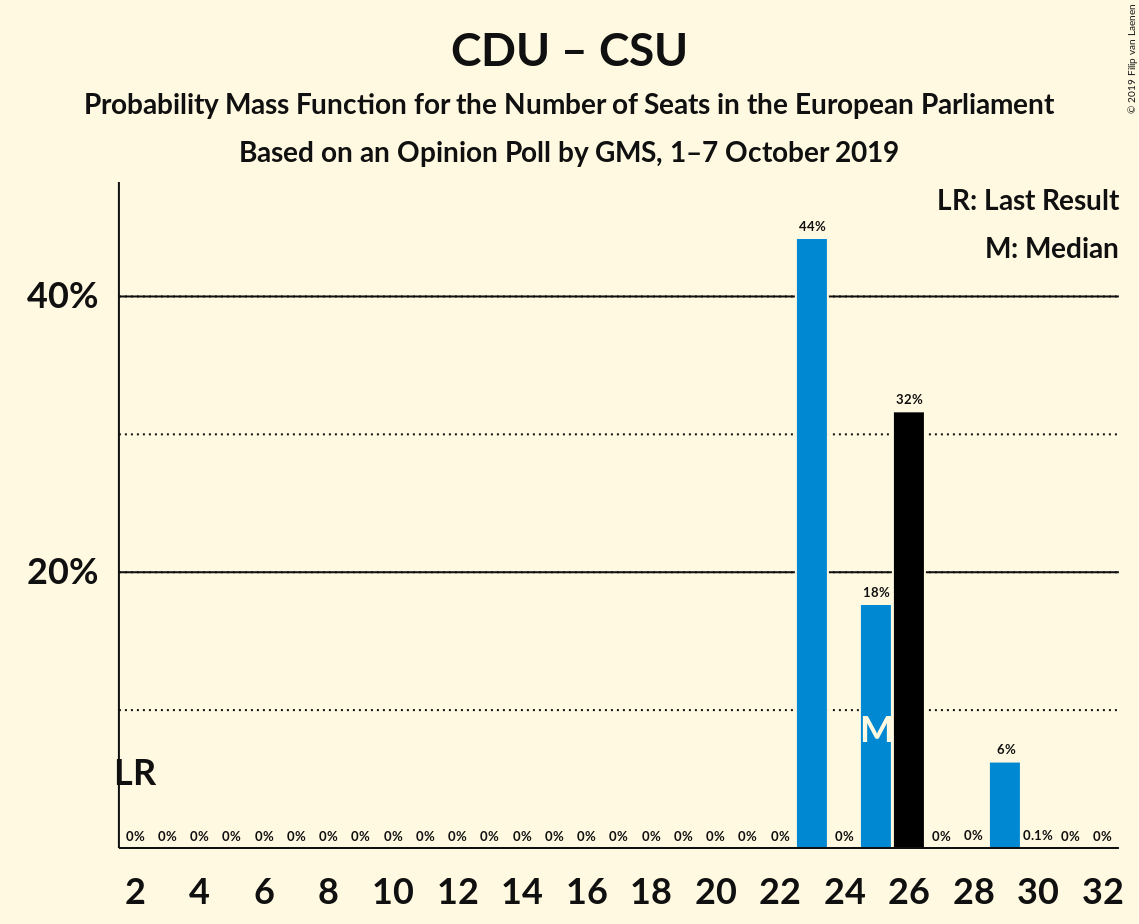 CDU – CSU
Probability Mass Function for the Number of Seats in the European Parliament
Based on an Opinion Poll by GMS, 1–7 October 2019
© 2019 Filip van Laenen
LR: Last Result
M: Median
44%
40%
32%
20%
18%
M
6%
LR
0% 0% 0% 0% 0% 0% 0% 0% 0% 0% 0% 0% 0% 0% 0% 0% 0% 0% 0% 0% 0% 0% 0% 0% 0.1% 0% 0%
2 4 6 8 10 12 14 16 18 20 22 24 26 28 30 32